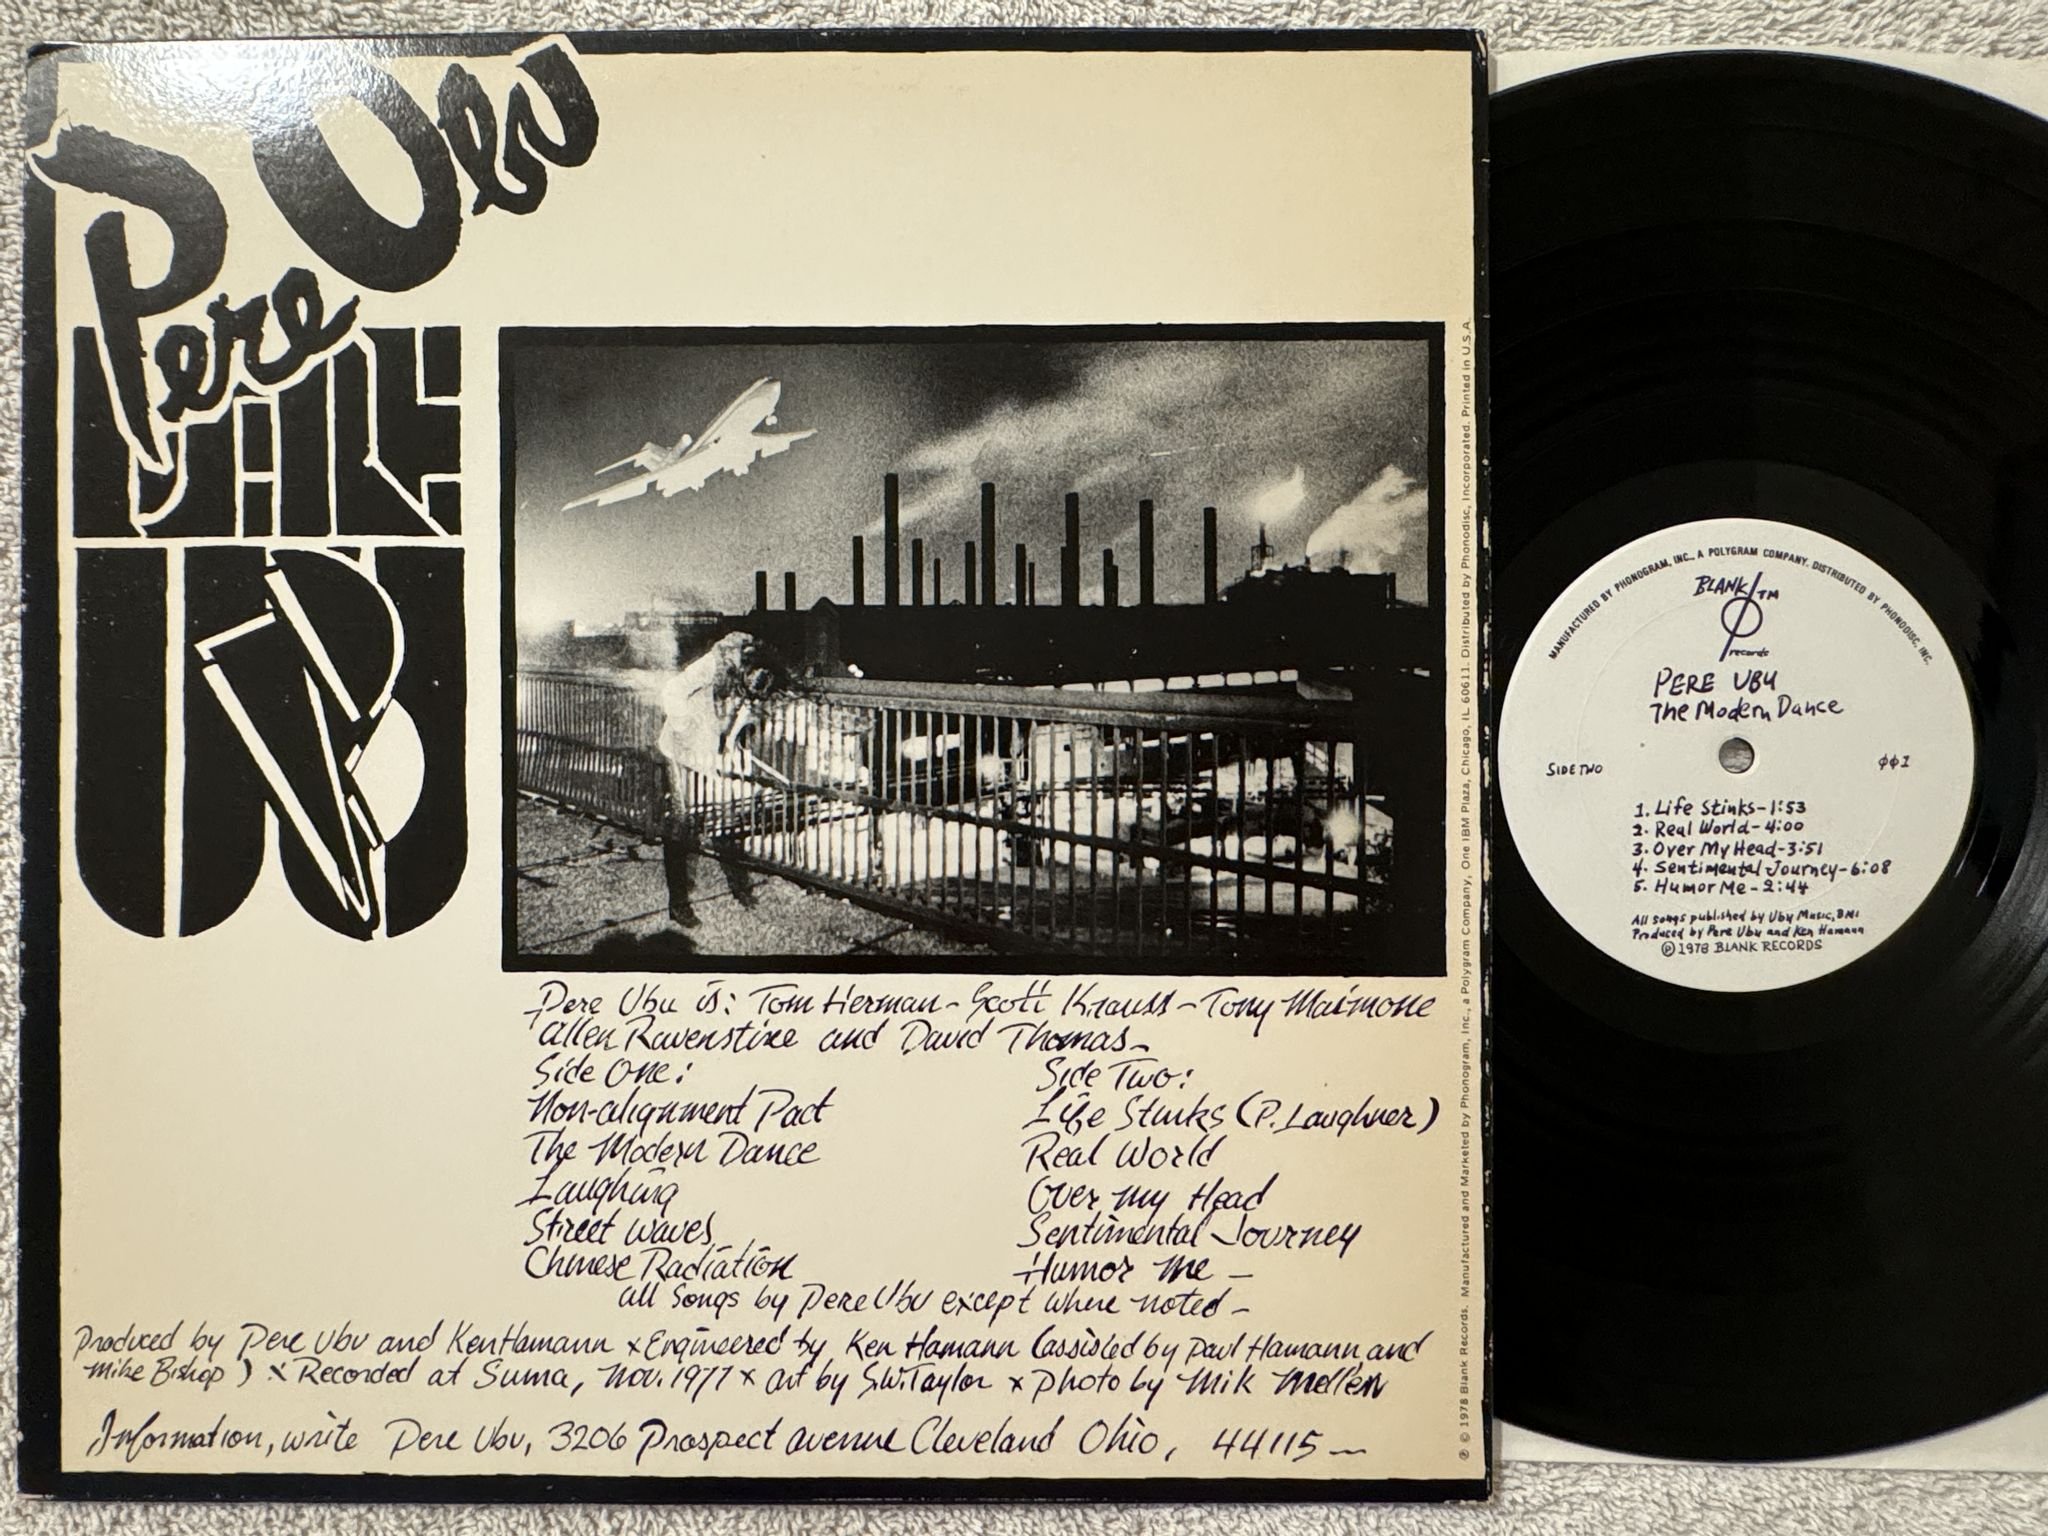 Pere Ubu
Pere Ubu is: Tom Herman - Scott Krauss - Tony Maimone
Allen Ravenstine and David Thomas -
Side One:
Non-alignment Pact
The Modern Dance
Laughing
Street Waves
Chinese Radiation
Side Two:
Life Stinks (P. Laughner)
Real World
Over My Head
Sentimental Journey
Humor Me -
all Songs by Pere Ubu except where noted -
Produced by Pere Ubu and Ken Hamann x Engineered by Ken Hamann (assisted by Paul Hamann and
Mike Bishop) x Recorded at Suma, Nov. 1977 x art by S.W. Taylor x photo by Mik Mellen
Information, write Pere Ubu, 3206 Prospect avenue Cleveland Ohio, 44115 -
℗ © 1978 Blank Records. Manufactured and Marketed by Phonogram, Inc., a Polygram Company, One IBM Plaza, Chicago, IL 60611. Distributed by Phonodisc, Incorporated. Printed in U.S.A.
MANUFACTURED BY PHONOGRAM, INC., A POLYGRAM COMPANY. DISTRIBUTED BY PHONODISC, INC.
BLANK TM
records
PERE UBU
The Modern Dance
SIDE TWO
φφ1
1. Life Stinks - 1:53
2. Real World - 4:00
3. Over My Head - 3:51
4. Sentimental Journey - 6:08
5. Humor Me - 2:44
All songs published by Ubu Music, BMI
Produced by Pere Ubu and Ken Hamann
℗ 1978 BLANK RECORDS